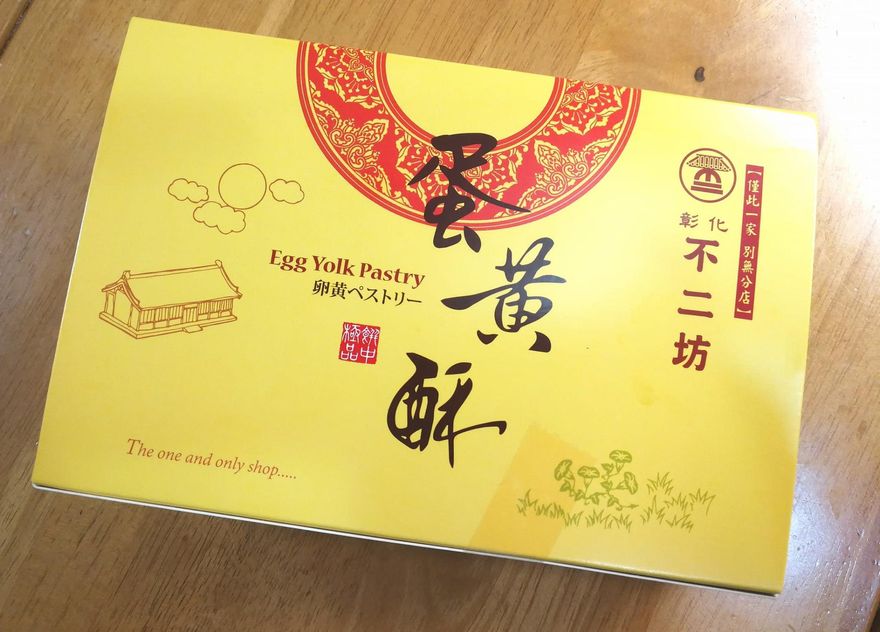 蛋黃酥
Egg Yolk Pastry
卵黄ペストリー
饌中極品
彰化
不二坊
【僅此一家 別無分店】
The one and only shop.....